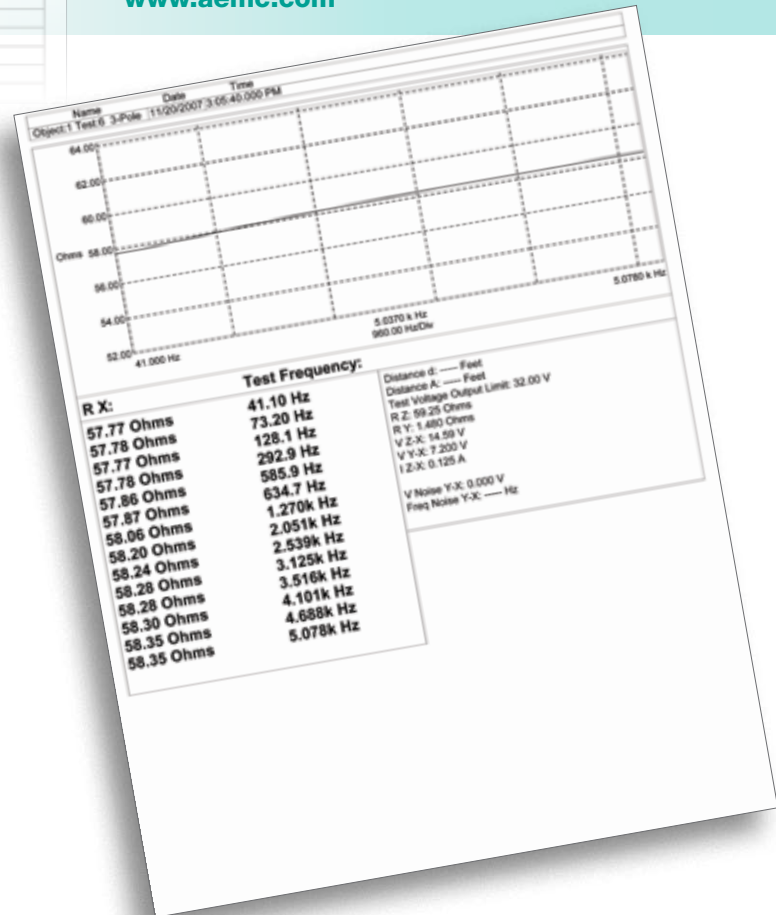 www.aemc.com
Name Date Time
Object:1 Test:6 3-Pole 11/20/2007 3:05:40.000 PM
64.00
62.00
60.00
Ohms 58.00
56.00
54.00
52.00
41.000 Hz
5.0370 k Hz
960.00 Hz/Div
5.0780 k Hz
R X: Test Frequency:
57.77 Ohms 41.10 Hz
57.78 Ohms 73.20 Hz
57.77 Ohms 128.1 Hz
57.78 Ohms 292.9 Hz
57.86 Ohms 585.9 Hz
57.87 Ohms 634.7 Hz
58.06 Ohms 1.270k Hz
58.20 Ohms 2.051k Hz
58.24 Ohms 2.539k Hz
58.28 Ohms 3.125k Hz
58.28 Ohms 3.516k Hz
58.30 Ohms 4.101k Hz
58.35 Ohms 4.688k Hz
58.35 Ohms 5.078k Hz
Distance d: ---- Feet
Distance A: ---- Feet
Test Voltage Output Limit: 32.00 V
R Z: 59.25 Ohms
R Y: 1.480 Ohms
V Z-X: 14.59 V
V Y-X: 7.200 V
I Z-X: 0.125 A
V Noise Y-X: 0.000 V
Freq Noise Y-X: ---- Hz